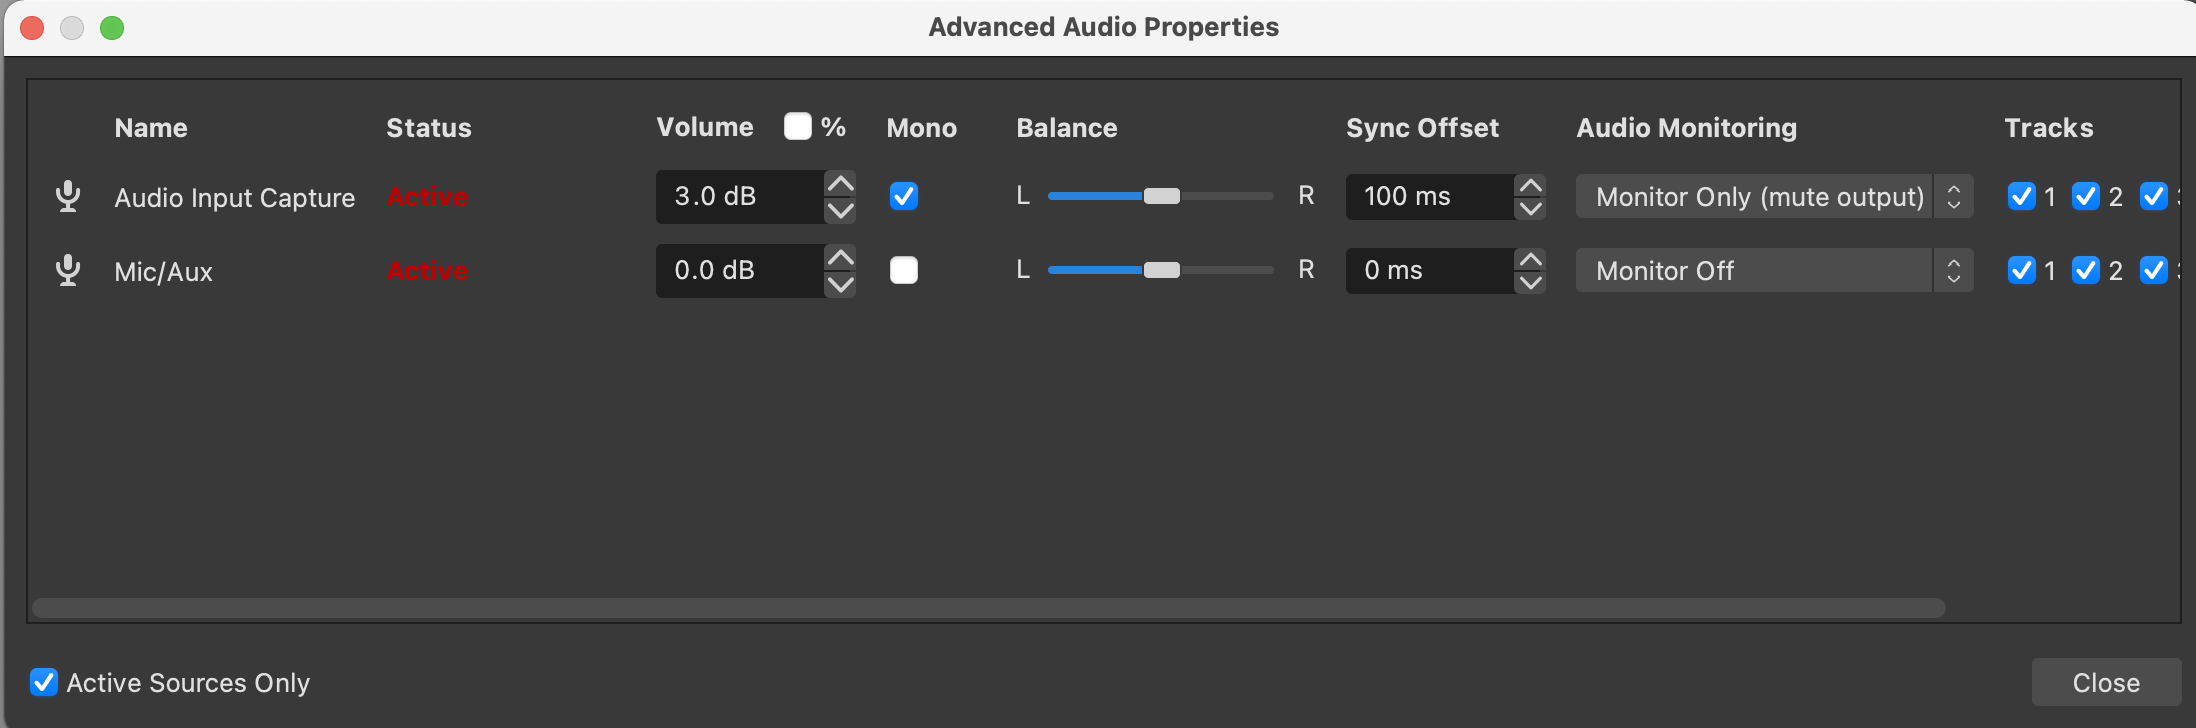 Advanced Audio Properties
Name Status Volume % Mono Balance Sync Offset Audio Monitoring Tracks
Audio Input Capture Active 3.0 dB L R 100 ms Monitor Only (mute output) 1 2
Mic/Aux Active 0.0 dB L R 0 ms Monitor Off 1 2
Active Sources Only Close